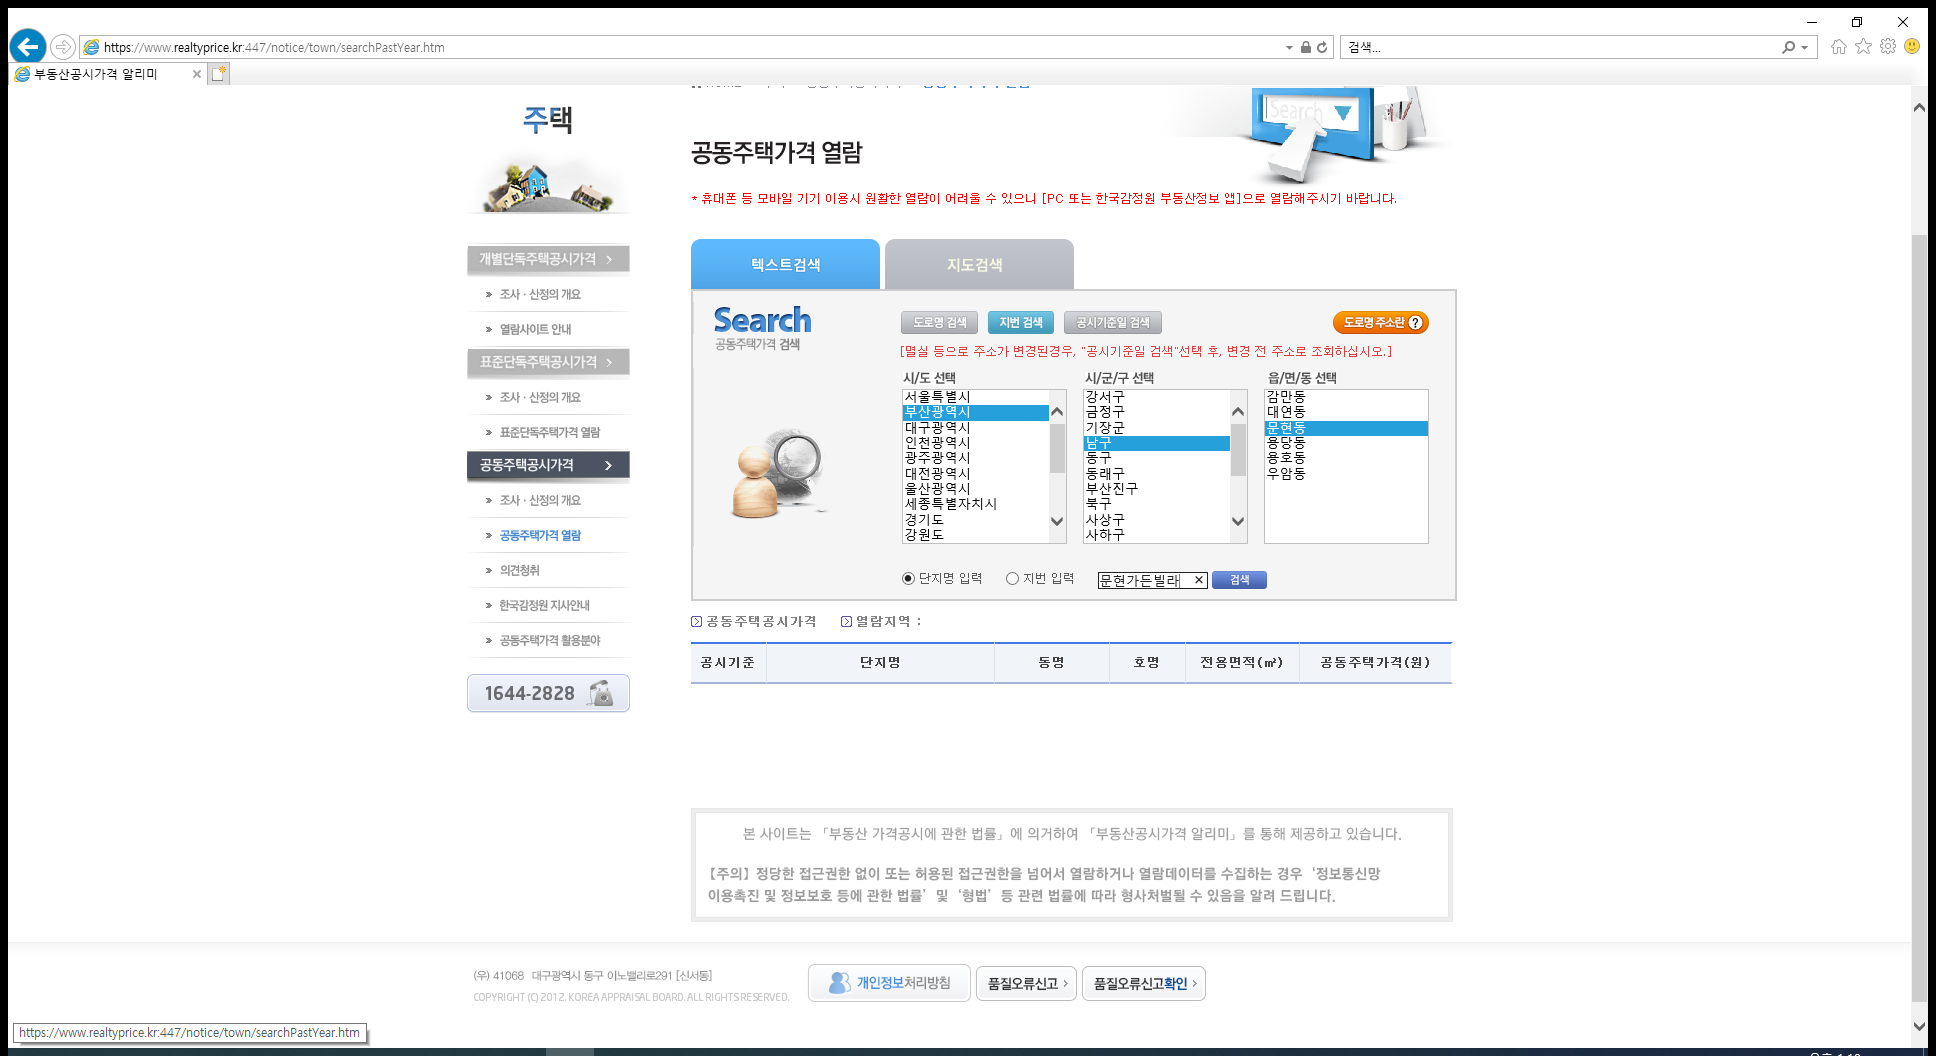 https://www.realtyprice.kr:447/notice/town/searchPastYear.htm
검색...
부동산공시가격 알리미
주택
개별단독주택공시가격
조사 · 산정의 개요
열람사이트 안내
표준단독주택공시가격
조사 · 산정의 개요
표준단독주택가격 열람
공동주택공시가격
조사 · 산정의 개요
공동주택가격 열람
의견청취
한국감정원 지사안내
공동주택가격 활용분야
1644-2828
Search
공동주택가격 열람
* 휴대폰 등 모바일 기기 이용시 원활한 열람이 어려울 수 있으니 [PC 또는 한국감정원 부동산정보 앱]으로 열람해주시기 바랍니다.
텍스트검색
지도검색
Search
공동주택가격 검색
도로명 검색
지번 검색
공시기준일 검색
도로명 주소란 ?
[멸실 등으로 주소가 변경된경우, "공시기준일 검색"선택 후, 변경 전 주소로 조회하십시오.]
시/도 선택
서울특별시
부산광역시
대구광역시
인천광역시
광주광역시
대전광역시
울산광역시
세종특별자치시
경기도
강원도
시/군/구 선택
강서구
금정구
기장군
남구
동구
동래구
부산진구
북구
사상구
사하구
읍/면/동 선택
감만동
대연동
문현동
용당동
용호동
우암동
단지명 입력
지번 입력
문현가든빌라
검색
공동주택공시가격
열람지역 :
공시기준 단지명 동명 호명 전용면적(㎡) 공동주택가격(원)
본 사이트는 「부동산 가격공시에 관한 법률」에 의거하여 「부동산공시가격 알리미」를 통해 제공하고 있습니다.
【주의】정당한 접근권한 없이 또는 허용된 접근권한을 넘어서 열람하거나 열람데이터를 수집하는 경우 '정보통신망
이용촉진 및 정보보호 등에 관한 법률' 및 '형법' 등 관련 법률에 따라 형사처벌될 수 있음을 알려 드립니다.
(우) 41068 대구광역시 동구 이노밸리로291 [신서동]
COPYRIGHT (C) 2012. KOREA APPRAISAL BOARD. ALL RIGHTS RESERVED.
개인정보처리방침
품질오류신고
품질오류신고확인
https://www.realtyprice.kr:447/notice/town/searchPastYear.htm